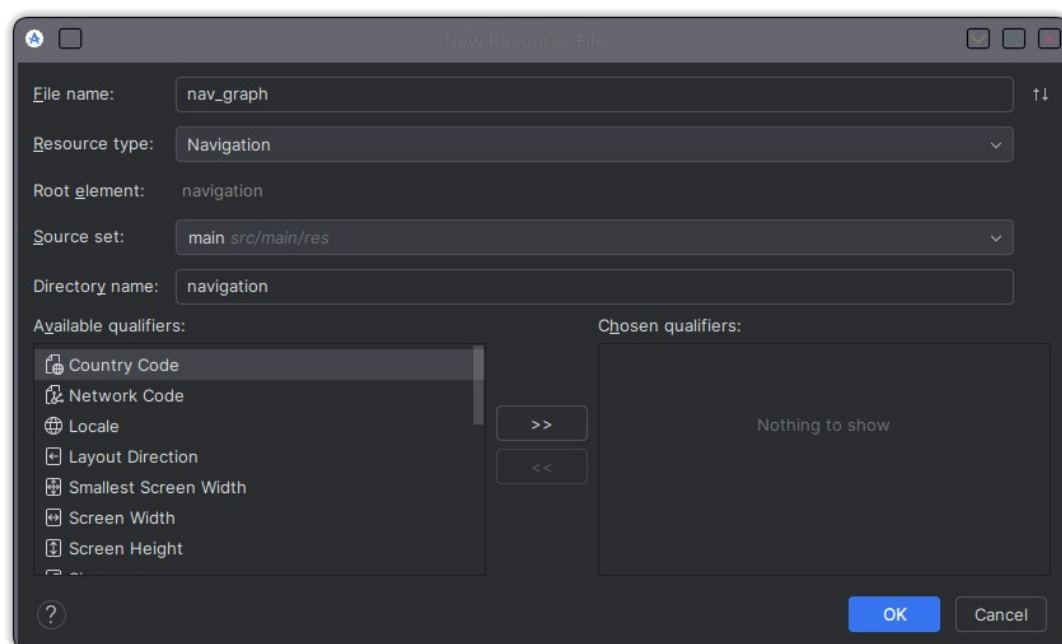 New Resource File
File name: nav_graph
Resource type: Navigation
Root element: navigation
Source set: main src/main/res
Directory name: navigation
Available qualifiers: Chosen qualifiers:
Country Code
Network Code
Locale
Layout Direction
Smallest Screen Width
Screen Width
Screen Height
>>
<<
Nothing to show
? OK Cancel